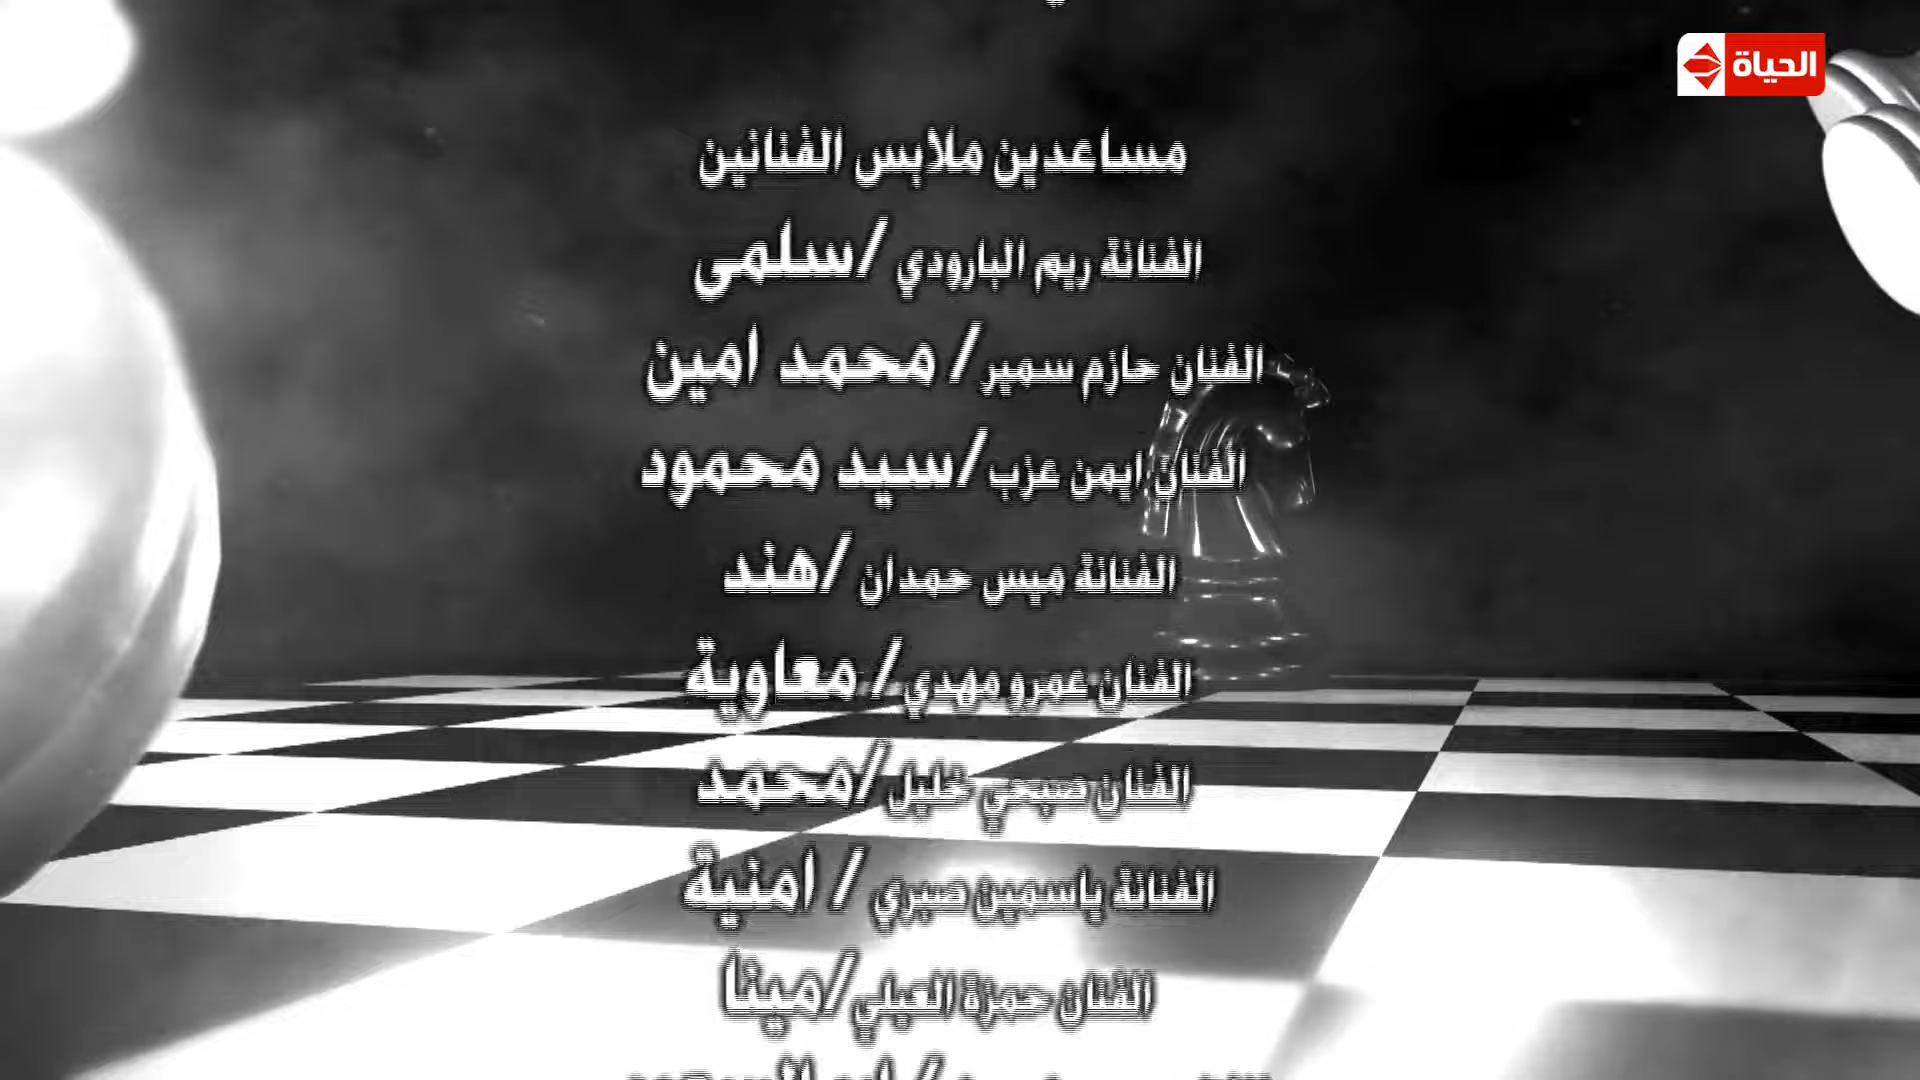 الحياة
مساعدين ملابس الفنانين
الفنانة ريم البارودي / سلمى
الفنان حازم سمير / محمد امين
الفنان ايمن عزب / سيد محمود
الفنانة ميس حمدان / هند
الفنان عمرو مهدي / معاوية
الفنان صبحي خليل / محمد
الفنانة ياسمين صبري / امنية
الفنان حمزة العيلي / مينا